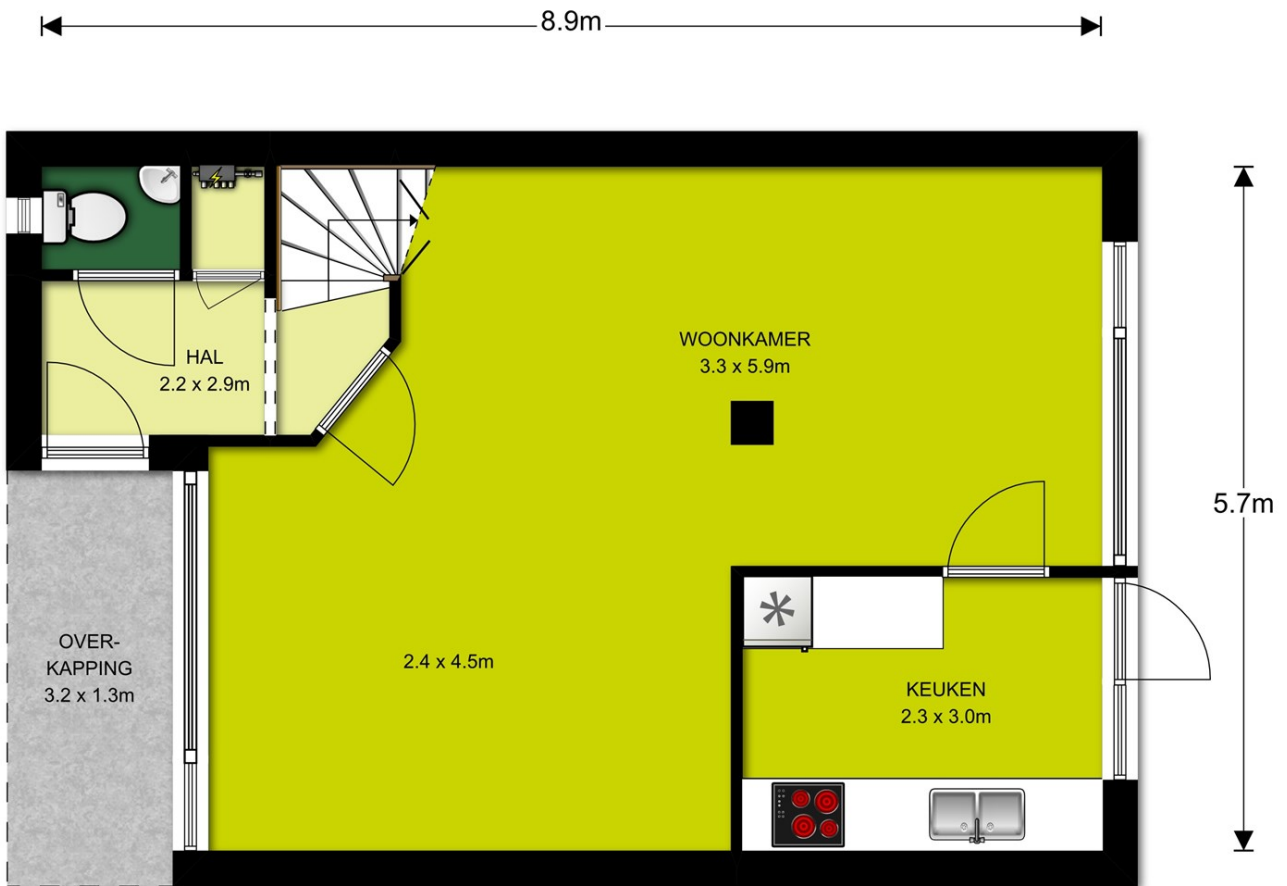 8.9m
WOONKAMER
3.3 x 5.9m
HAL
2.2 x 2.9m
5.7m
OVER-
KAPPING
3.2 x 1.3m
2.4 x 4.5m
KEUKEN
2.3 x 3.0m